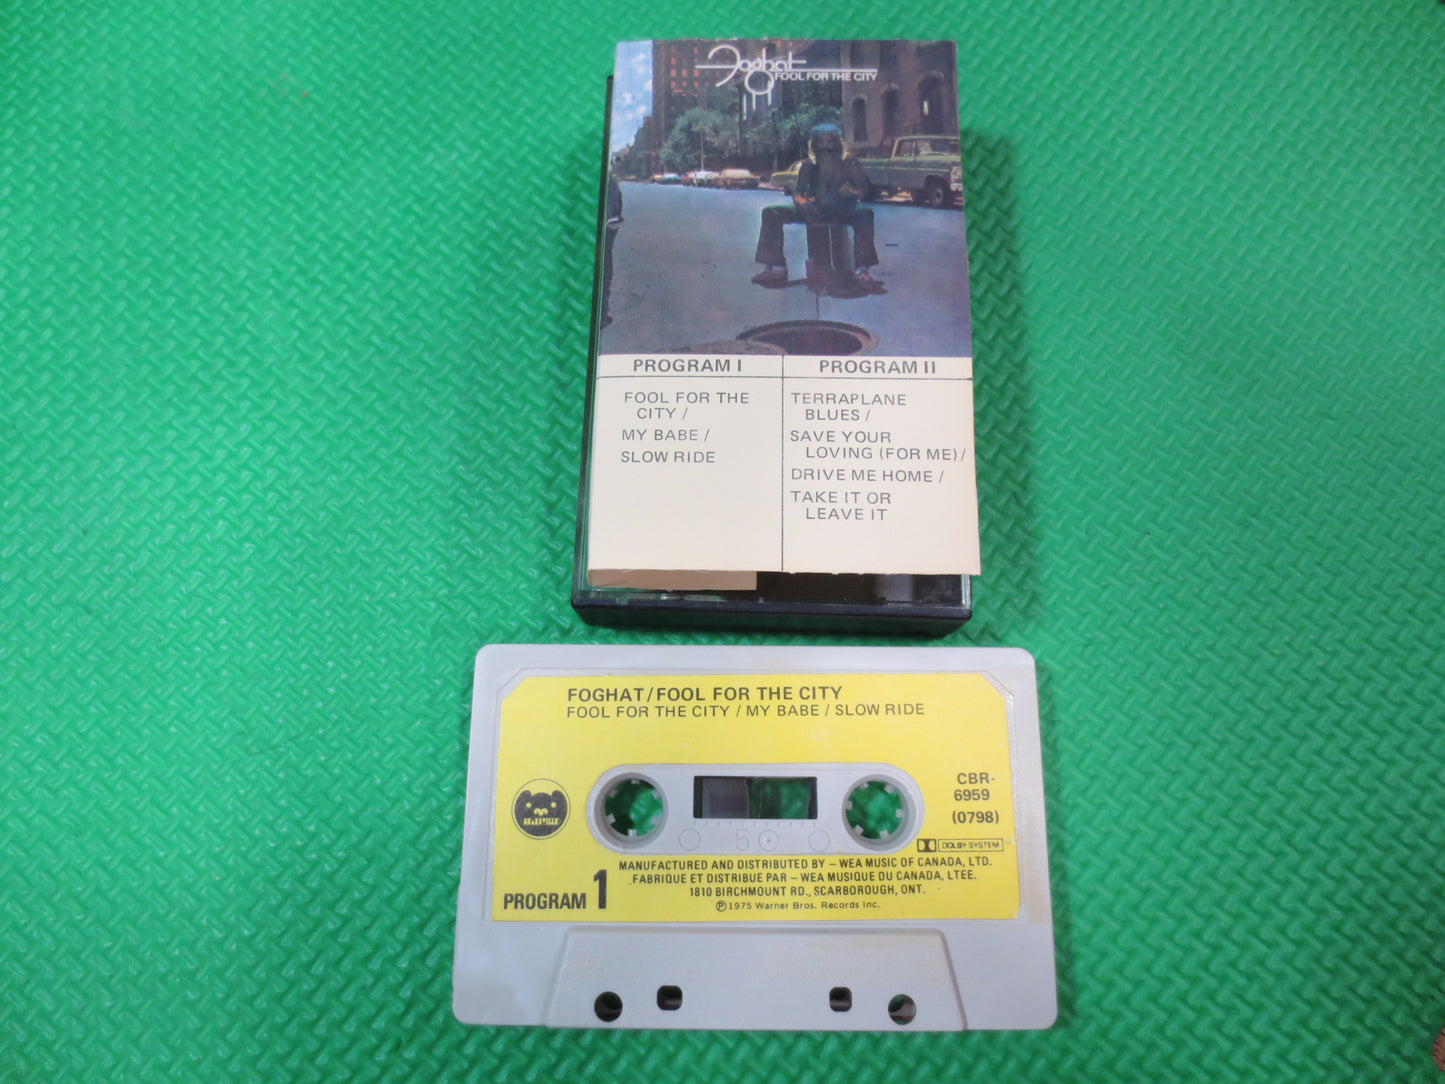 Foghat
FOOL FOR THE CITY
PROGRAM I
FOOL FOR THE
CITY /
MY BABE /
SLOW RIDE
PROGRAM II
TERRAPLANE
BLUES /
SAVE YOUR
LOVING (FOR ME) /
DRIVE ME HOME /
TAKE IT OR
LEAVE IT
FOGHAT/FOOL FOR THE CITY
FOOL FOR THE CITY / MY BABE / SLOW RIDE
BEARSVILLE
CBR-
6959
(0798)
5
DOLBY SYSTEM
MANUFACTURED AND DISTRIBUTED BY – WEA MUSIC OF CANADA, LTD.
FABRIQUE ET DISTRIBUE PAR – WEA MUSIQUE DU CANADA, LTEE.
1810 BIRCHMOUNT RD., SCARBOROUGH, ONT.
℗1975 Warner Bros. Records Inc.
PROGRAM 1